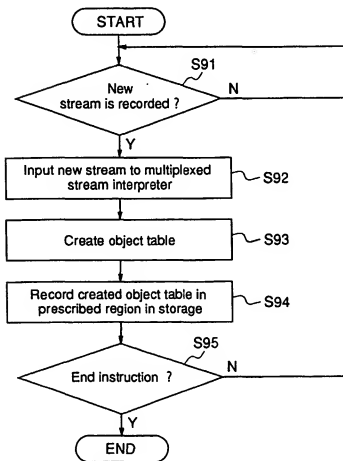 START
S91
New
stream is recorded ?
N
Y
Input new stream to multiplexed
stream interpreter
S92
Create object table
S93
Record created object table in
prescribed region in storage
S94
S95
End instruction ?
N
Y
END